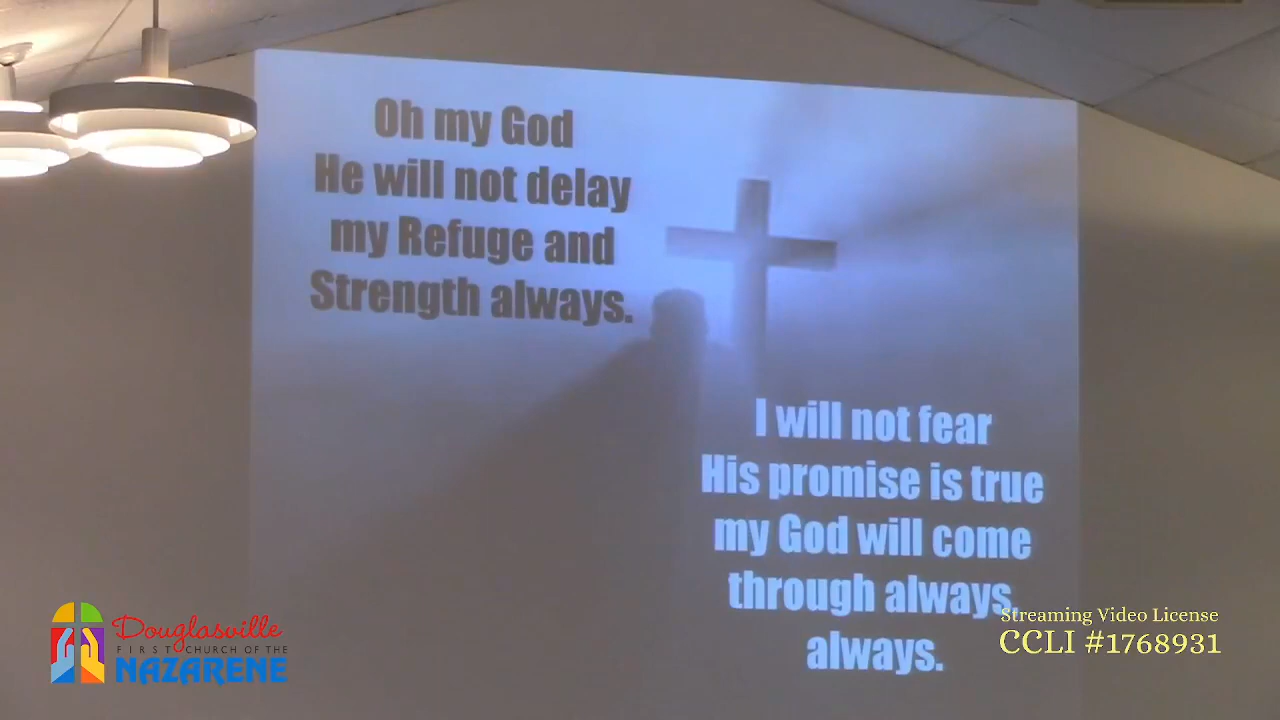 Oh my God
He will not delay
my Refuge and
Strength always.
I will not fear
His promise is true
my God will come
through always,
always.
Streaming Video License
CCLI #1768931
Douglasville
FIRST CHURCH OF THE
NAZARENE